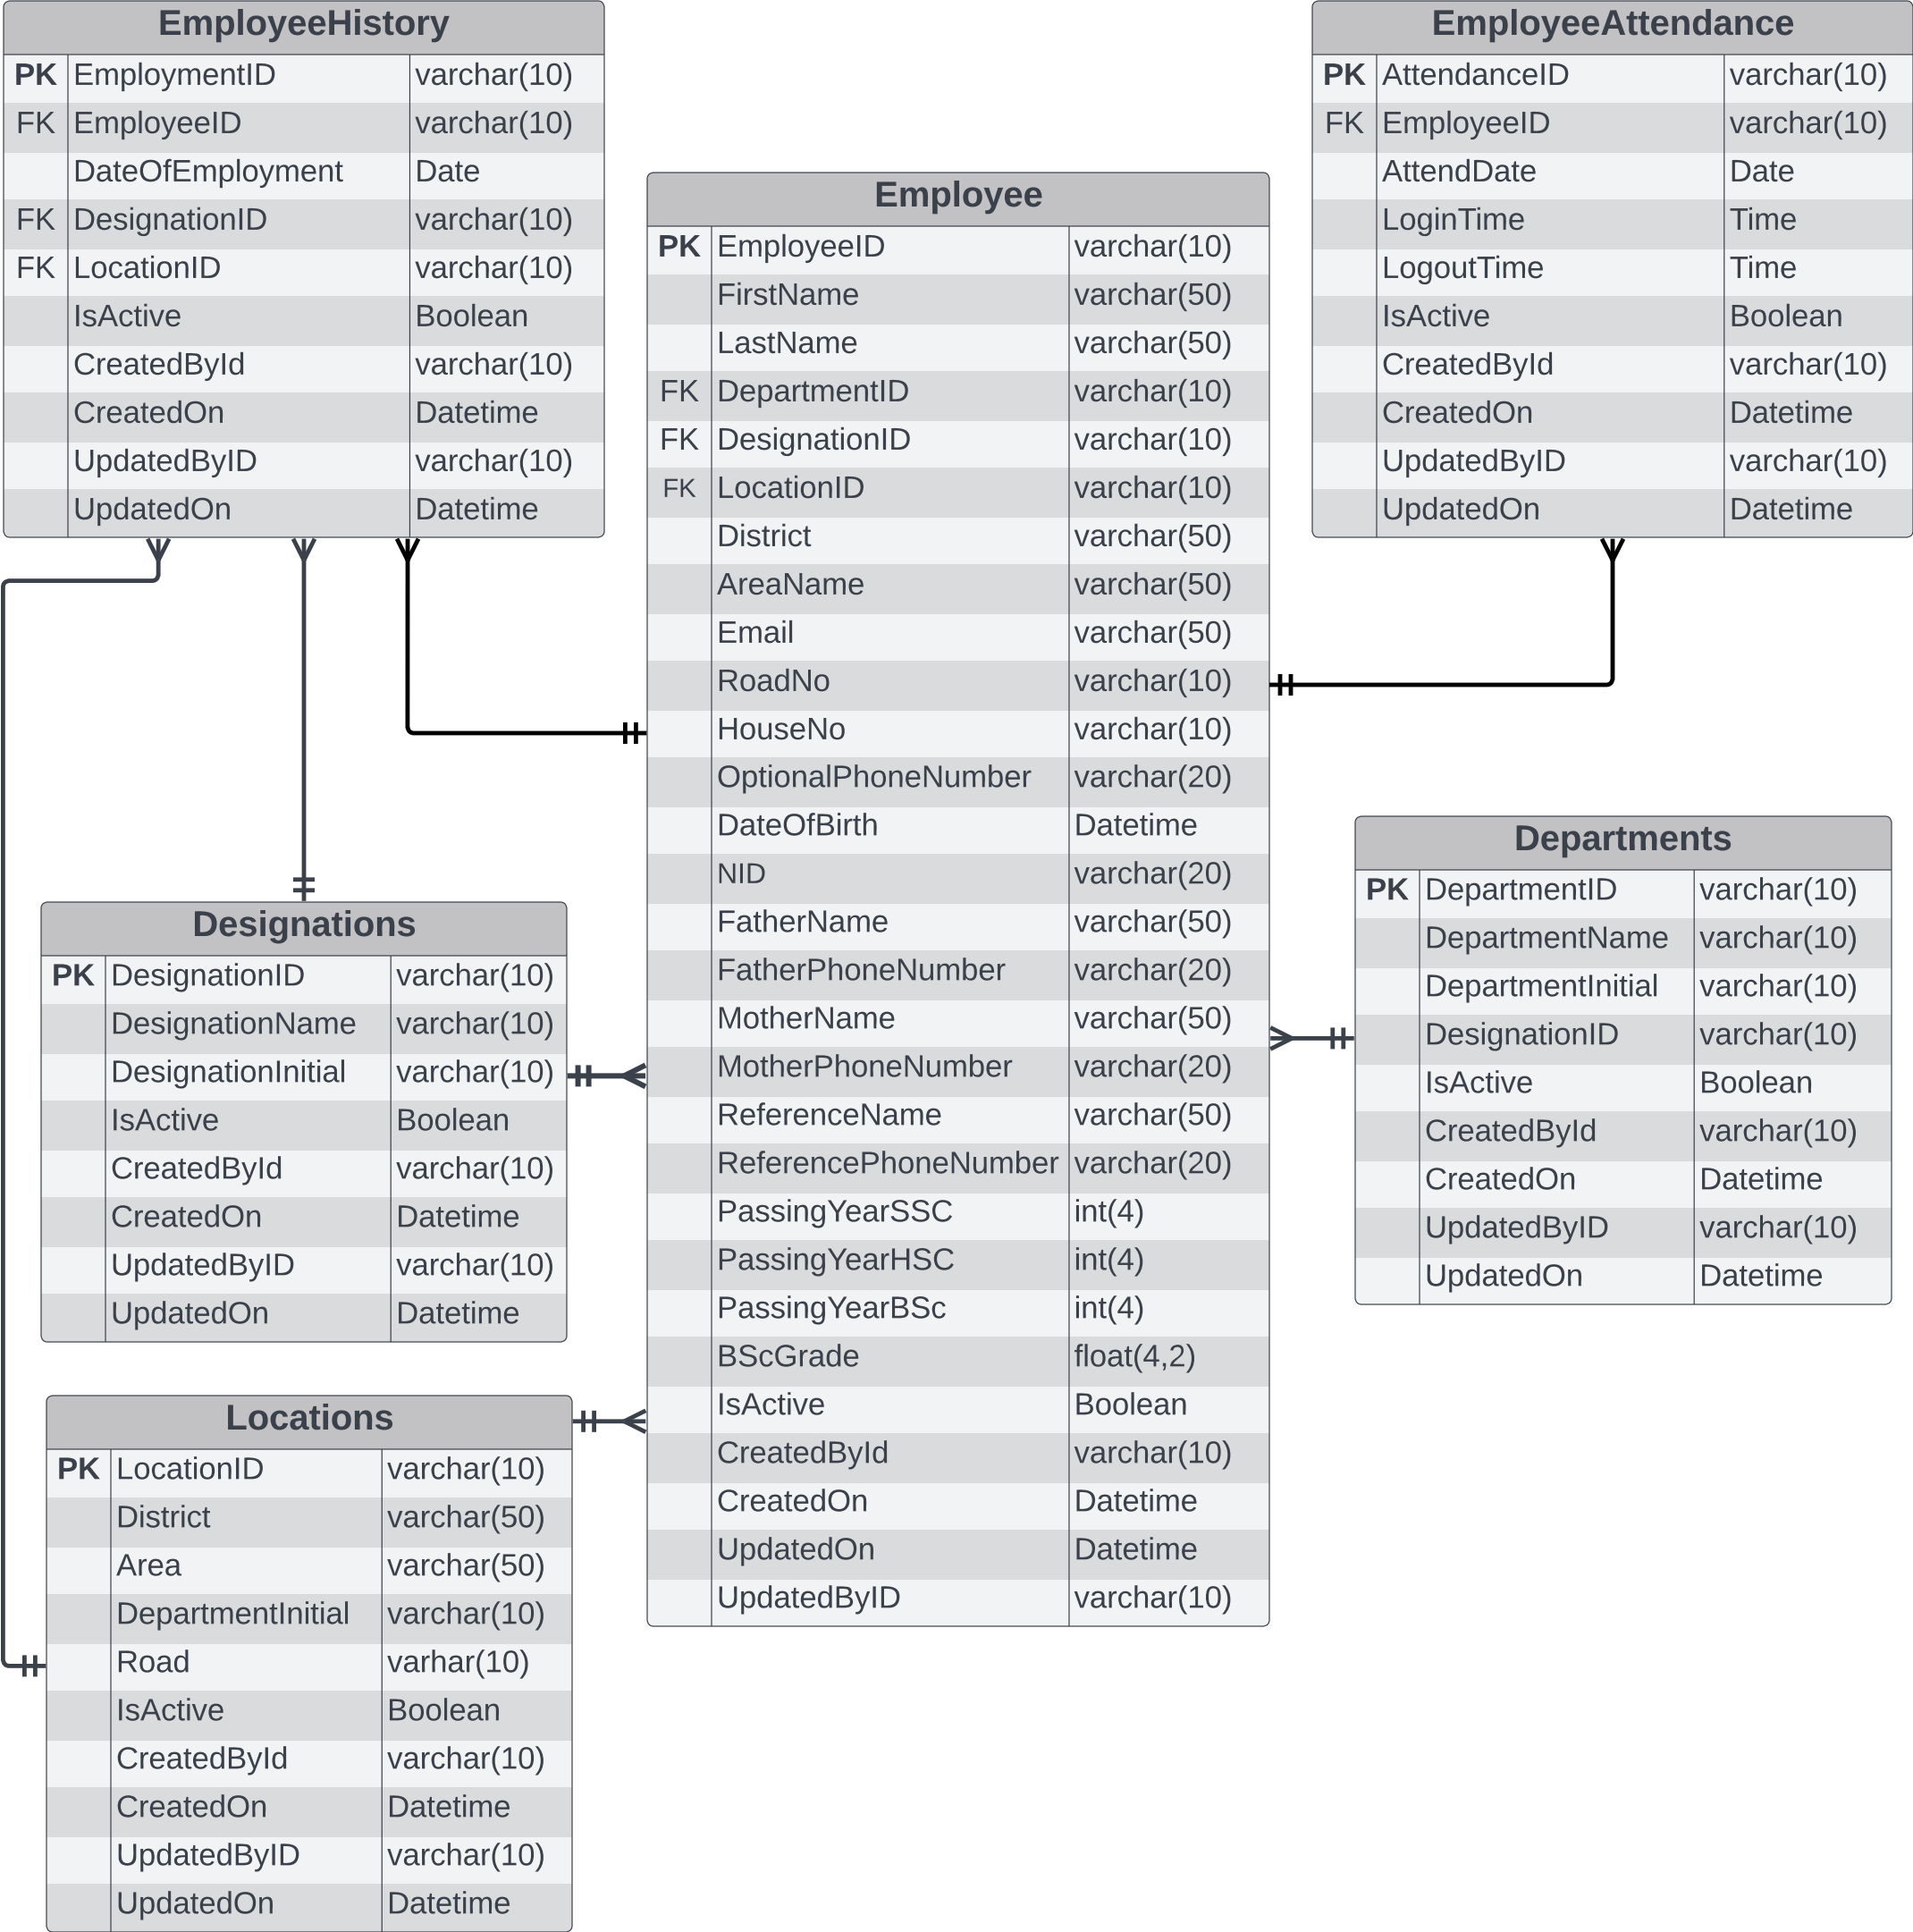 EmployeeHistory
PK EmploymentID varchar(10)
FK EmployeeID varchar(10)
DateOfEmployment Date
FK DesignationID varchar(10)
FK LocationID varchar(10)
IsActive Boolean
CreatedById varchar(10)
CreatedOn Datetime
UpdatedByID varchar(10)
UpdatedOn Datetime
EmployeeAttendance
PK AttendanceID varchar(10)
FK EmployeeID varchar(10)
AttendDate Date
LoginTime Time
LogoutTime Time
IsActive Boolean
CreatedById varchar(10)
CreatedOn Datetime
UpdatedByID varchar(10)
UpdatedOn Datetime
Employee
PK EmployeeID varchar(10)
FirstName varchar(50)
LastName varchar(50)
FK DepartmentID varchar(10)
FK DesignationID varchar(10)
FK LocationID varchar(10)
District varchar(50)
AreaName varchar(50)
Email varchar(50)
RoadNo varchar(10)
HouseNo varchar(10)
OptionalPhoneNumber varchar(20)
DateOfBirth Datetime
NID varchar(20)
FatherName varchar(50)
FatherPhoneNumber varchar(20)
MotherName varchar(50)
MotherPhoneNumber varchar(20)
ReferenceName varchar(50)
ReferencePhoneNumber varchar(20)
PassingYearSSC int(4)
PassingYearHSC int(4)
PassingYearBSc int(4)
BScGrade float(4,2)
IsActive Boolean
CreatedById varchar(10)
CreatedOn Datetime
UpdatedOn Datetime
UpdatedByID varchar(10)
Departments
PK DepartmentID varchar(10)
DepartmentName varchar(10)
DepartmentInitial varchar(10)
DesignationID varchar(10)
IsActive Boolean
CreatedById varchar(10)
CreatedOn Datetime
UpdatedByID varchar(10)
UpdatedOn Datetime
Designations
PK DesignationID varchar(10)
DesignationName varchar(10)
DesignationInitial varchar(10)
IsActive Boolean
CreatedById varchar(10)
CreatedOn Datetime
UpdatedByID varchar(10)
UpdatedOn Datetime
Locations
PK LocationID varchar(10)
District varchar(50)
Area varchar(50)
DepartmentInitial varchar(10)
Road varhar(10)
IsActive Boolean
CreatedById varchar(10)
CreatedOn Datetime
UpdatedByID varchar(10)
UpdatedOn Datetime